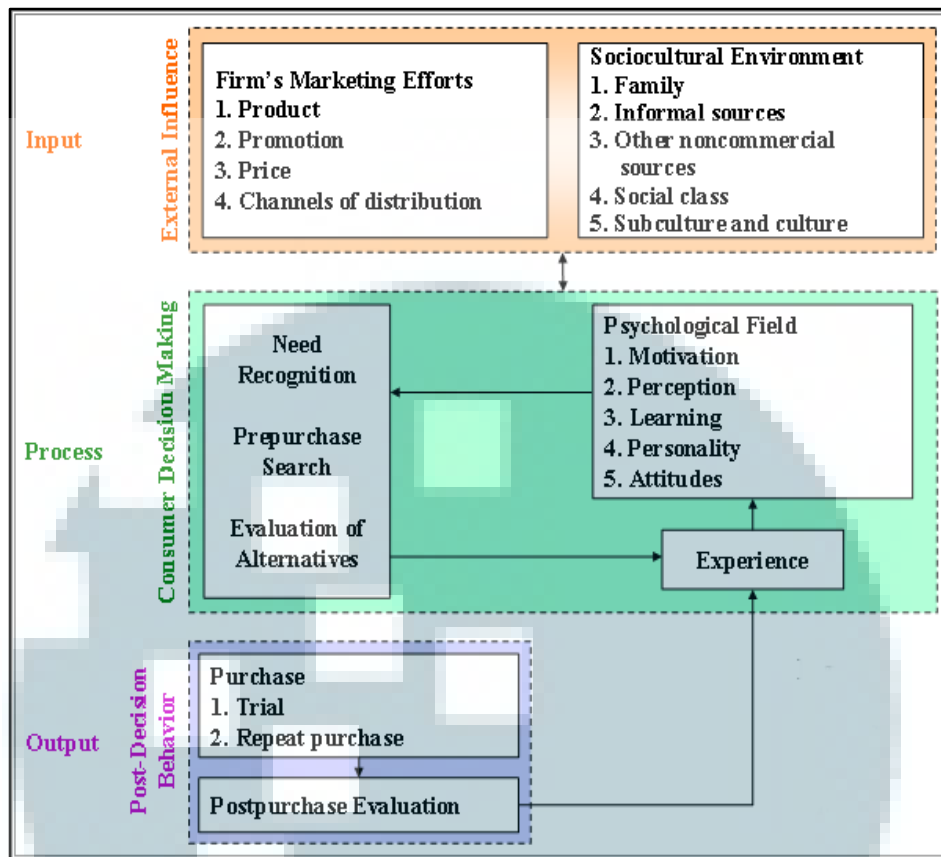 Input
External Influence
Firm's Marketing Efforts
1. Product
2. Promotion
3. Price
4. Channels of distribution
Sociocultural Environment
1. Family
2. Informal sources
3. Other noncommercial
sources
4. Social class
5. Subculture and culture
Process
Consumer Decision Making
Need
Recognition
Prepurchase
Search
Evaluation of
Alternatives
Psychological Field
1. Motivation
2. Perception
3. Learning
4. Personality
5. Attitudes
Experience
Output
Post-Decision
Behavior
Purchase
1. Trial
2. Repeat purchase
Postpurchase Evaluation